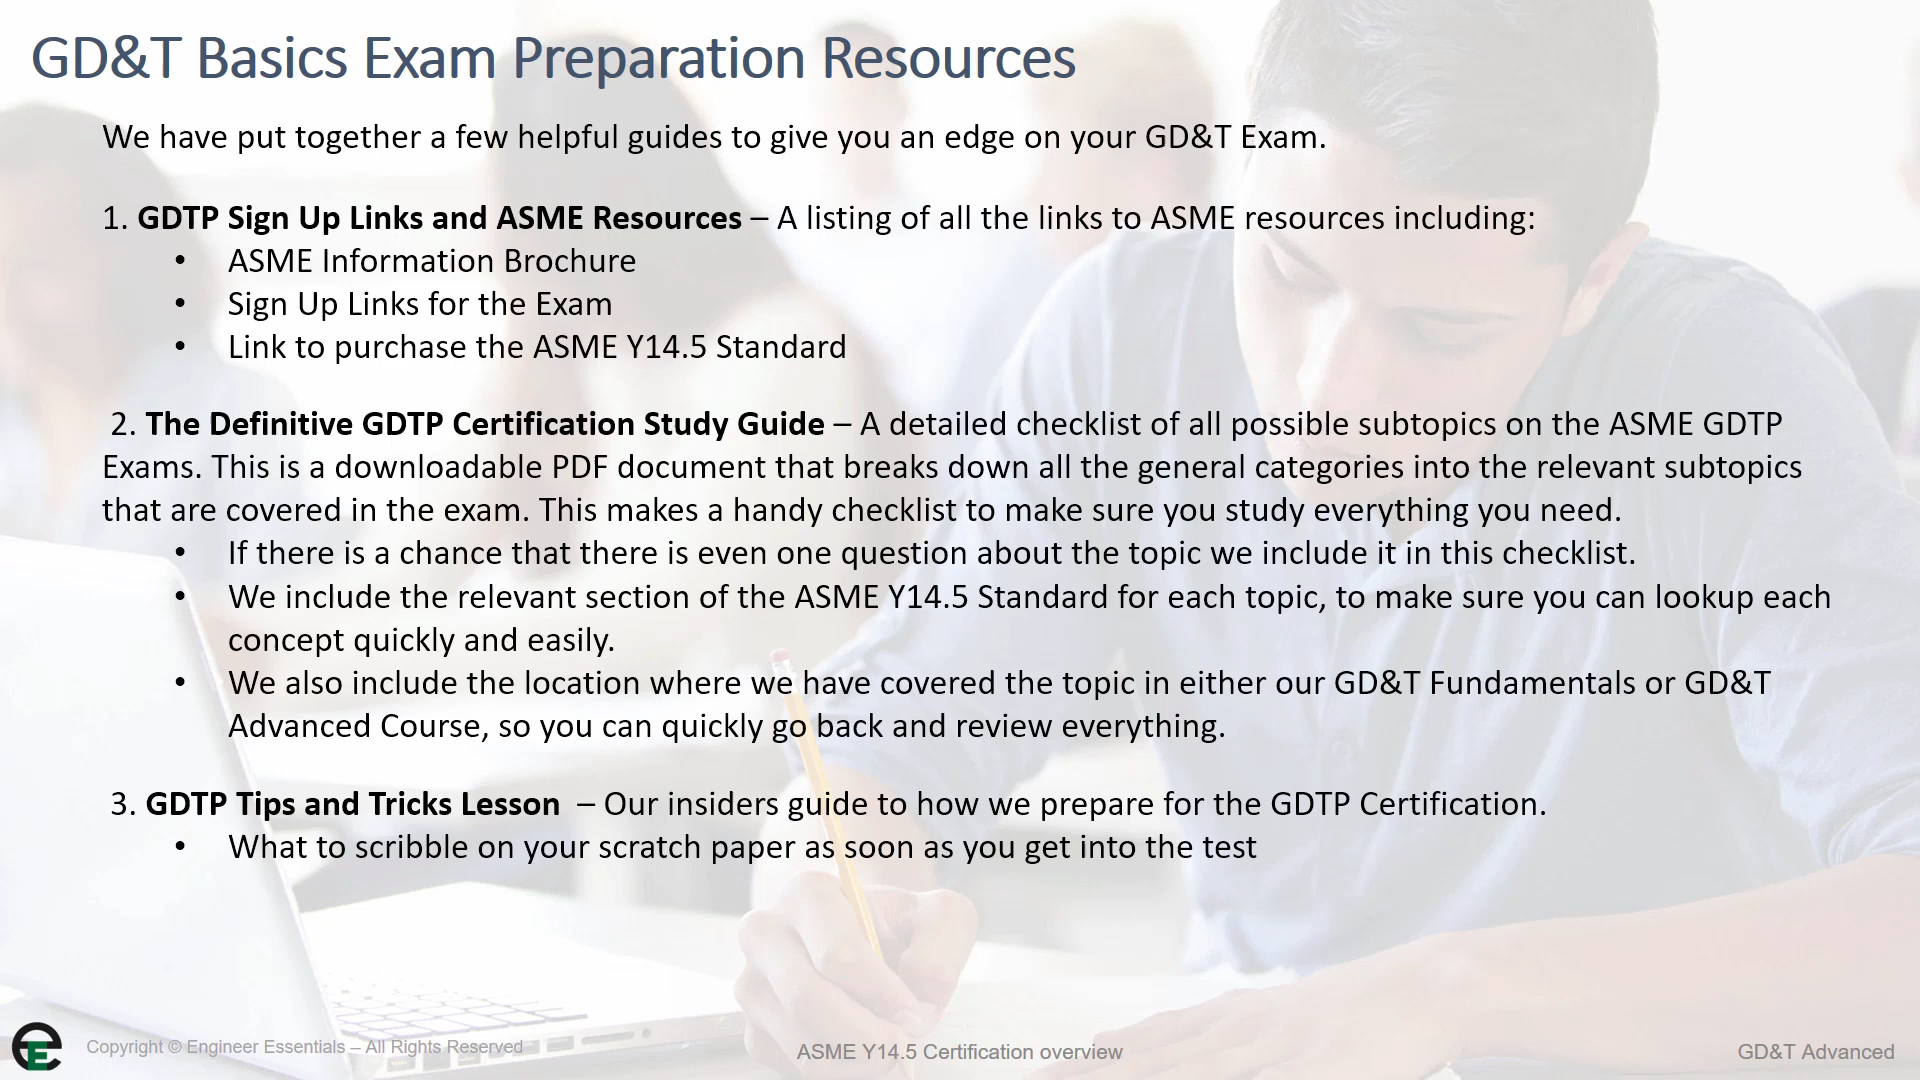 GD&T Basics Exam Preparation Resources
We have put together a few helpful guides to give you an edge on your GD&T Exam.
1. GDTP Sign Up Links and ASME Resources – A listing of all the links to ASME resources including:
• ASME Information Brochure
• Sign Up Links for the Exam
• Link to purchase the ASME Y14.5 Standard
2. The Definitive GDTP Certification Study Guide – A detailed checklist of all possible subtopics on the ASME GDTP
Exams. This is a downloadable PDF document that breaks down all the general categories into the relevant subtopics
that are covered in the exam. This makes a handy checklist to make sure you study everything you need.
• If there is a chance that there is even one question about the topic we include it in this checklist.
• We include the relevant section of the ASME Y14.5 Standard for each topic, to make sure you can lookup each
concept quickly and easily.
• We also include the location where we have covered the topic in either our GD&T Fundamentals or GD&T
Advanced Course, so you can quickly go back and review everything.
3. GDTP Tips and Tricks Lesson – Our insiders guide to how we prepare for the GDTP Certification.
• What to scribble on your scratch paper as soon as you get into the test
Copyright © Engineer Essentials – All Rights Reserved
ASME Y14.5 Certification overview
GD&T Advanced